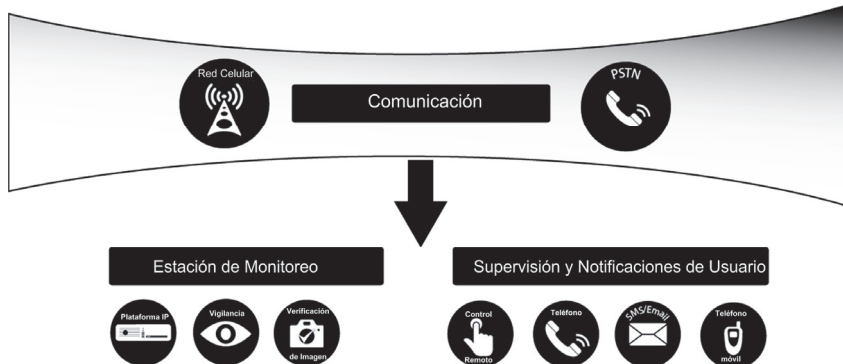 Red Celular
Comunicación
PSTN
Estación de Monitoreo
Supervisión y Notificaciones de Usuario
Plataforma IP
Vigilancia
Verificación
de Imagen
Control
Remoto
Teléfono
SMS/Email
Teléfono
móvil